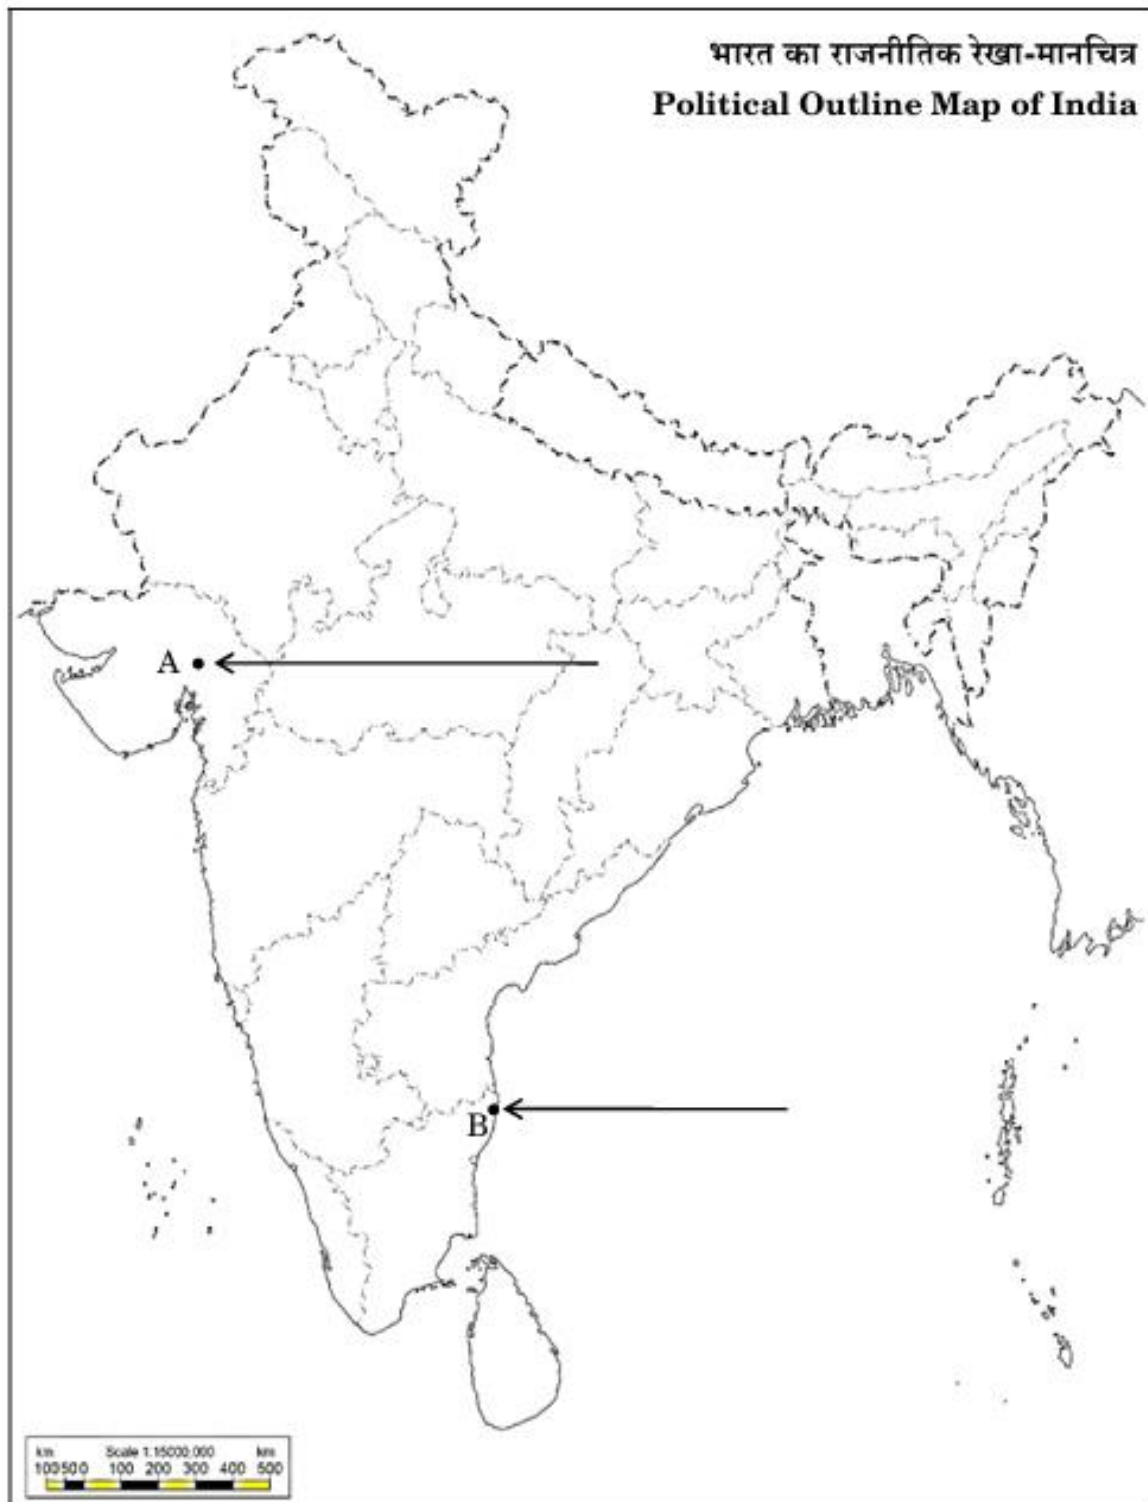 भारत का राजनीतिक रेखा-मानचित्र
Political Outline Map of India
A
B
km Scale 1:15000,000 km
100 50 0 100 200 300 400 500